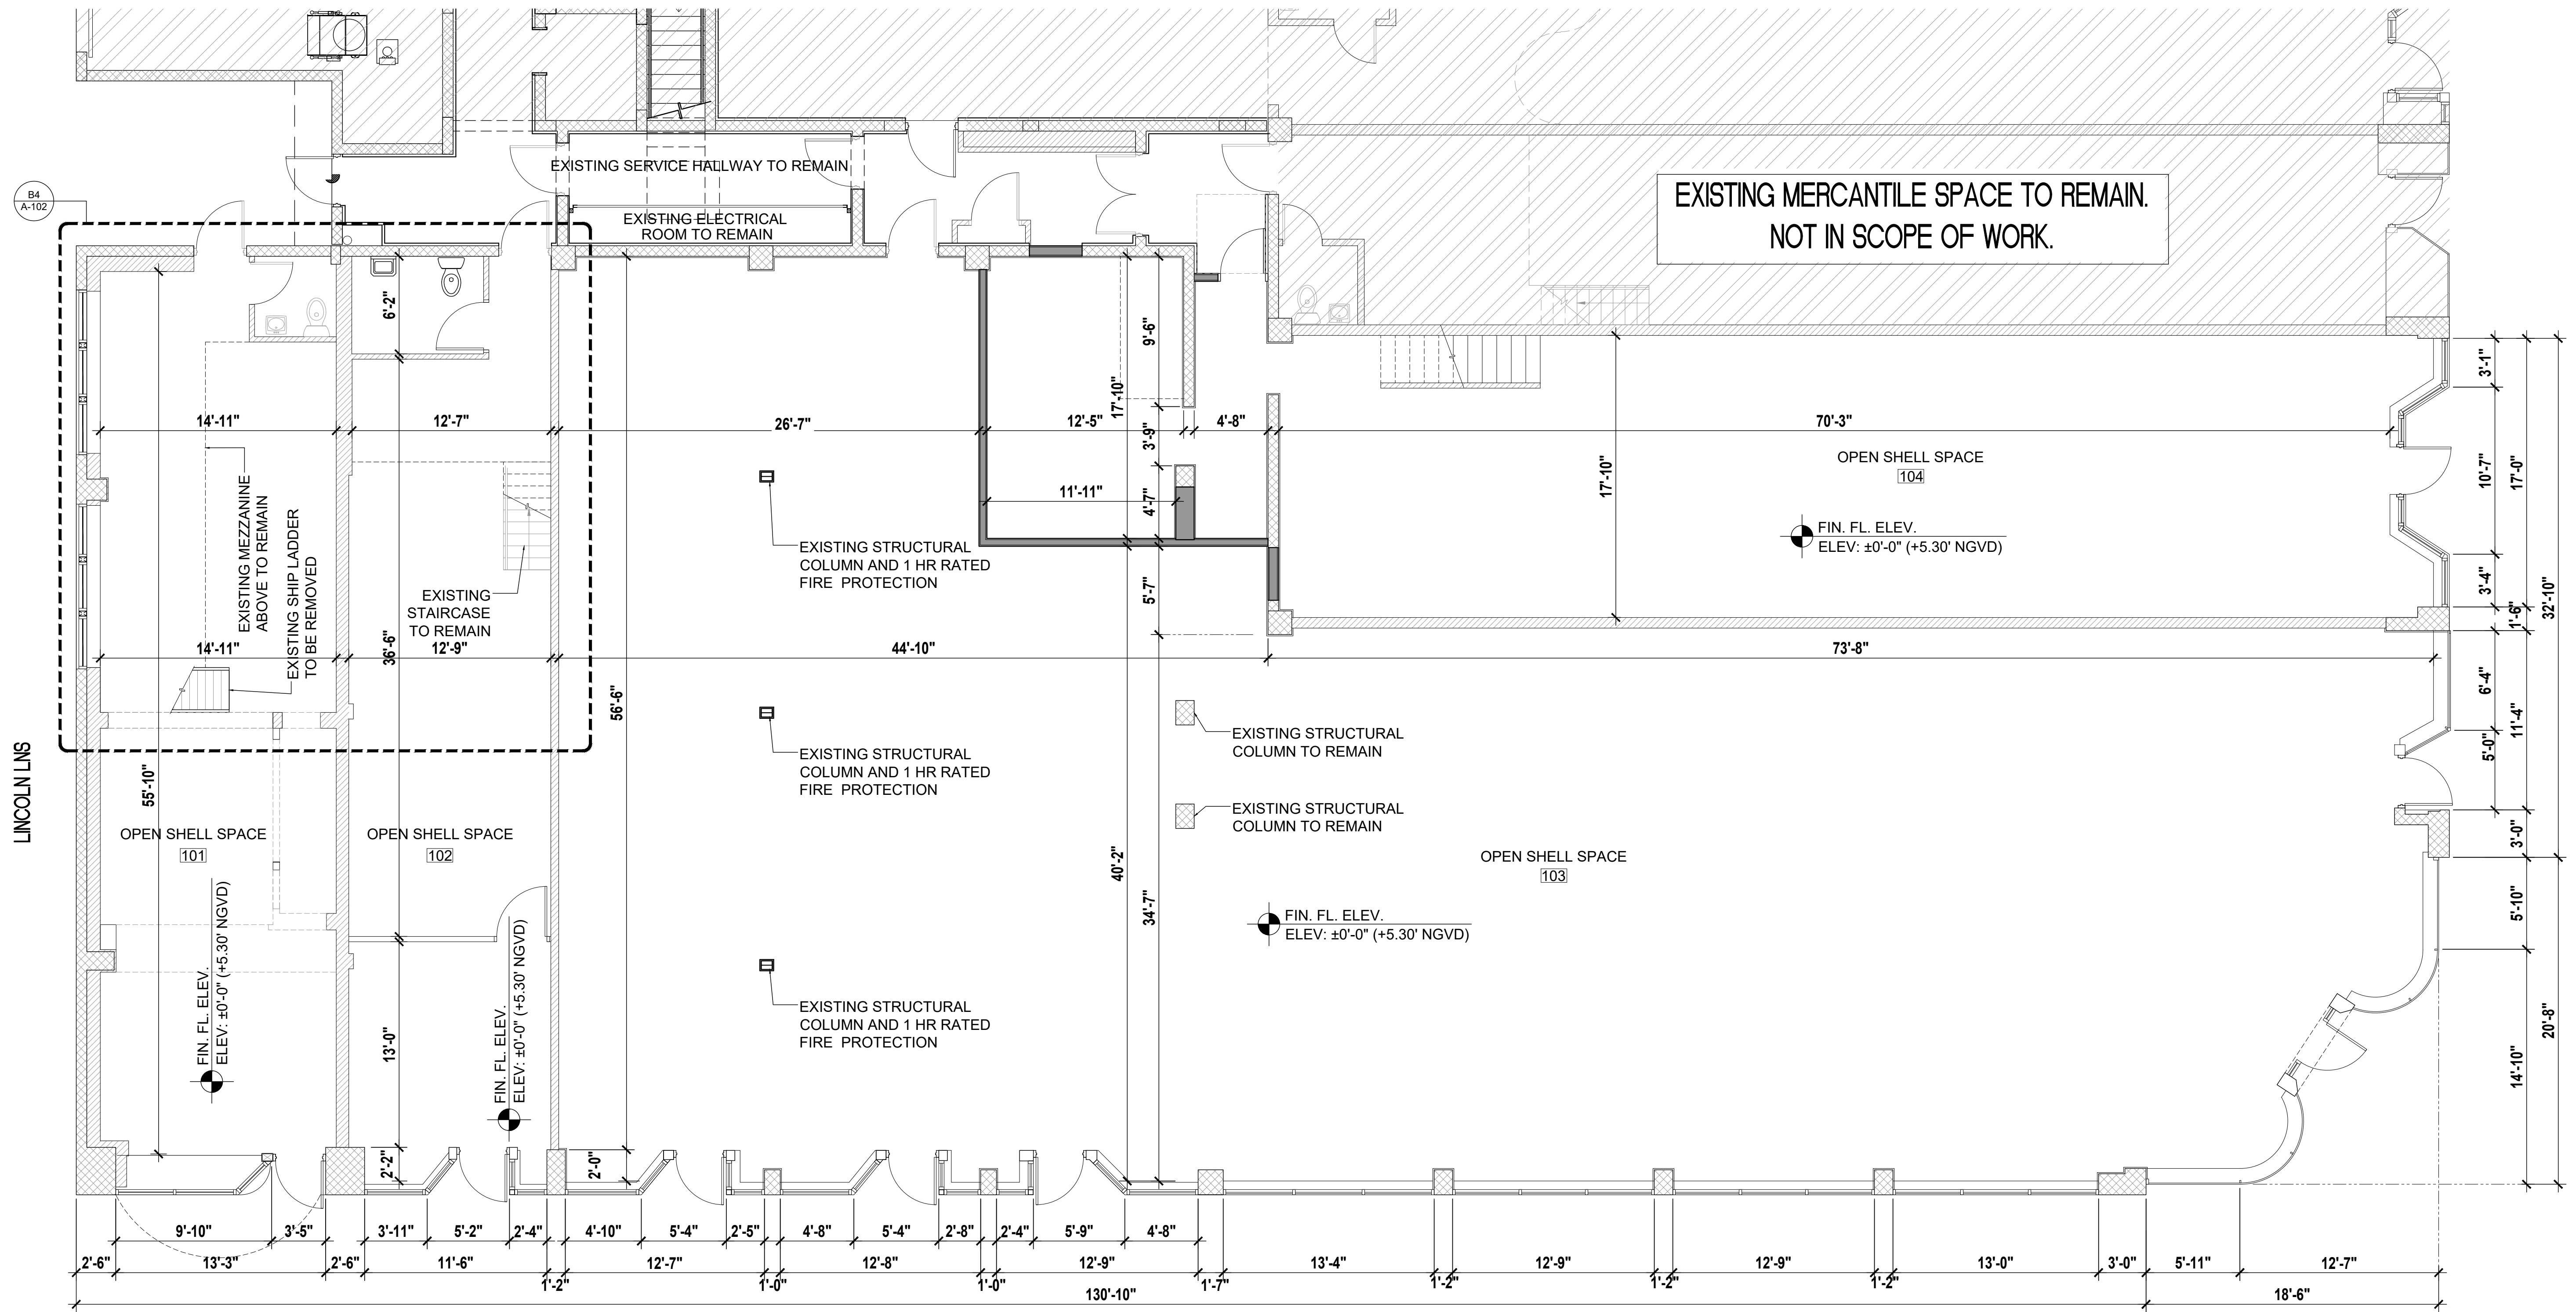 EXISTING SERVICE HALLWAY TO REMAIN
B4
A-102
EXISTING ELECTRICAL
ROOM TO REMAIN
EXISTING MERCANTILE SPACE TO REMAIN.
NOT IN SCOPE OF WORK.
6'-2"
9'-6"
3'-1"
17'-10"
14'-11"
12'-7"
26'-7"
12'-5"
4'-8"
70'-3"
3'-9"
OPEN SHELL SPACE
104
17'-10"
10'-7"
17'-0"
11'-11"
4'-7"
FIN. FL. ELEV.
ELEV: ±0'-0" (+5.30' NGVD)
EXISTING MEZZANINE
ABOVE TO REMAIN
EXISTING SHIP LADDER
TO BE REMOVED
EXISTING STRUCTURAL
COLUMN AND 1 HR RATED
FIRE PROTECTION
EXISTING
STAIRCASE
TO REMAIN
5'-7"
3'-4"
1'-6"
32'-10"
14'-11"
36'-6"
12'-9"
44'-10"
73'-8"
56'-6"
6'-4"
11'-4"
5'-0"
EXISTING STRUCTURAL
COLUMN TO REMAIN
EXISTING STRUCTURAL
COLUMN AND 1 HR RATED
FIRE PROTECTION
LINCOLN LNS
55'-10"
EXISTING STRUCTURAL
COLUMN TO REMAIN
OPEN SHELL SPACE
101
OPEN SHELL SPACE
102
40'-2"
34'-7"
OPEN SHELL SPACE
103
3'-0"
5'-10"
FIN. FL. ELEV.
ELEV: ±0'-0" (+5.30' NGVD)
FIN. FL. ELEV.
ELEV: ±0'-0" (+5.30' NGVD)
FIN. FL. ELEV.
ELEV: ±0'-0" (+5.30' NGVD)
EXISTING STRUCTURAL
COLUMN AND 1 HR RATED
FIRE PROTECTION
13'-0"
20'-8"
14'-10"
2'-2"
2'-0"
9'-10"
3'-5"
3'-11"
5'-2"
2'-4"
4'-10"
5'-4"
2'-5"
4'-8"
5'-4"
2'-8"
2'-4"
5'-9"
4'-8"
2'-6"
13'-3"
2'-6"
11'-6"
12'-7"
12'-8"
12'-9"
13'-4"
12'-9"
12'-9"
13'-0"
3'-0"
5'-11"
12'-7"
1'-2"
1'-0"
1'-0"
1'-7"
1'-2"
1'-2"
1'-2"
130'-10"
18'-6"